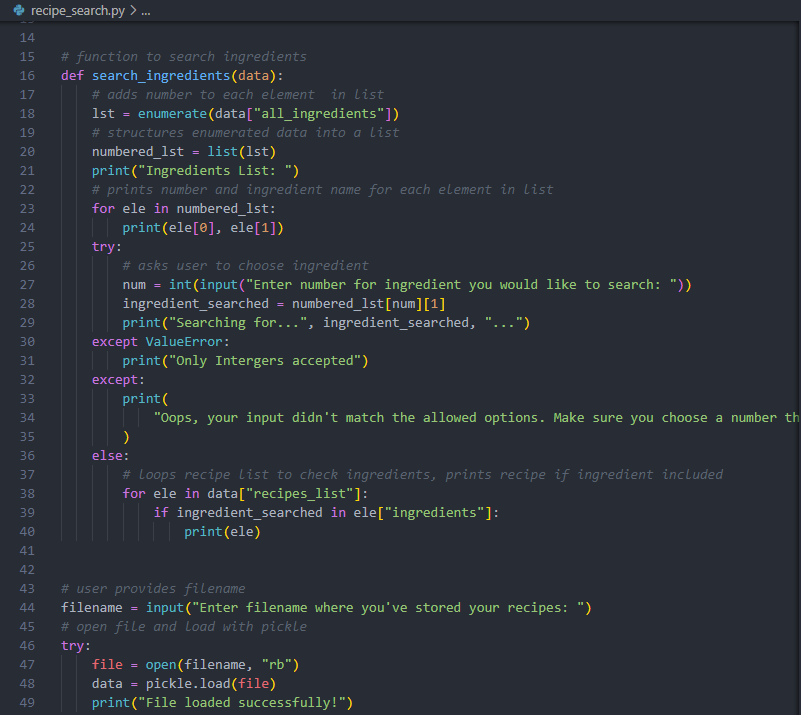 recipe_search.py > ...
14
15 # function to search ingredients
16 def search_ingredients(data):
17     # adds number to each element  in list
18     lst = enumerate(data["all_ingredients"])
19     # structures enumerated data into a list
20     numbered_lst = list(lst)
21     print("Ingredients List: ")
22     # prints number and ingredient name for each element in list
23     for ele in numbered_lst:
24         print(ele[0], ele[1])
25     try:
26         # asks user to choose ingredient
27         num = int(input("Enter number for ingredient you would like to search: "))
28         ingredient_searched = numbered_lst[num][1]
29         print("Searching for...", ingredient_searched, "...")
30     except ValueError:
31         print("Only Intergers accepted")
32     except:
33         print(
34             "Oops, your input didn't match the allowed options. Make sure you choose a number th
35         )
36     else:
37         # loops recipe list to check ingredients, prints recipe if ingredient included
38         for ele in data["recipes_list"]:
39             if ingredient_searched in ele["ingredients"]:
40                 print(ele)
41
42
43 # user provides filename
44 filename = input("Enter filename where you've stored your recipes: ")
45 # open file and load with pickle
46 try:
47     file = open(filename, "rb")
48     data = pickle.load(file)
49     print("File loaded successfully!")